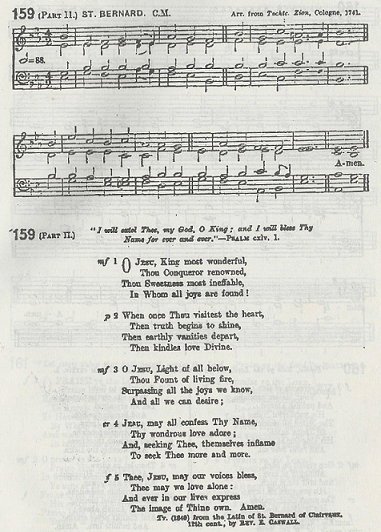 159 (PART II.) ST. BERNARD. C.M. Arr. from Tochter Zion, Cologne, 1741.
=88.
A-men.
159 (PART II.) "I will extol Thee, my God, O King; and I will bless Thy
Name for ever and ever."—PSALM cxlv. 1.
mf 1 O JESU, King most wonderful,
Thou Conqueror renowned,
Thou Sweetness most ineffable,
In Whom all joys are found!
p 2 When once Thou visitest the heart,
Then truth begins to shine,
Then earthly vanities depart,
Then kindles love Divine.
mf 3 O JESU, Light of all below,
Thou Fount of living fire,
Surpassing all the joys we know,
And all we can desire;
cr 4 JESU, may all confess Thy Name,
Thy wondrous love adore;
And, seeking Thee, themselves inflame
To seek Thee more and more.
f 5 Thee, JESU, may our voices bless,
Thee may we love alone:
And ever in our lives express
The image of Thine own. Amen.
Tr. (1849) from the Latin of St. Bernard of Clairvaux,
12th cent., by REV. E. CASWALL.